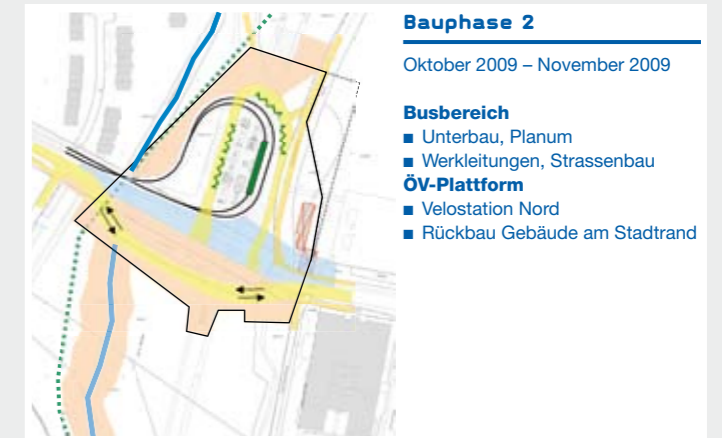 Bauphase 2
Oktober 2009 – November 2009
Busbereich
■ Unterbau, Planum
■ Werkleitungen, Strassenbau
ÖV-Plattform
■ Velostation Nord
■ Rückbau Gebäude am Stadtrand